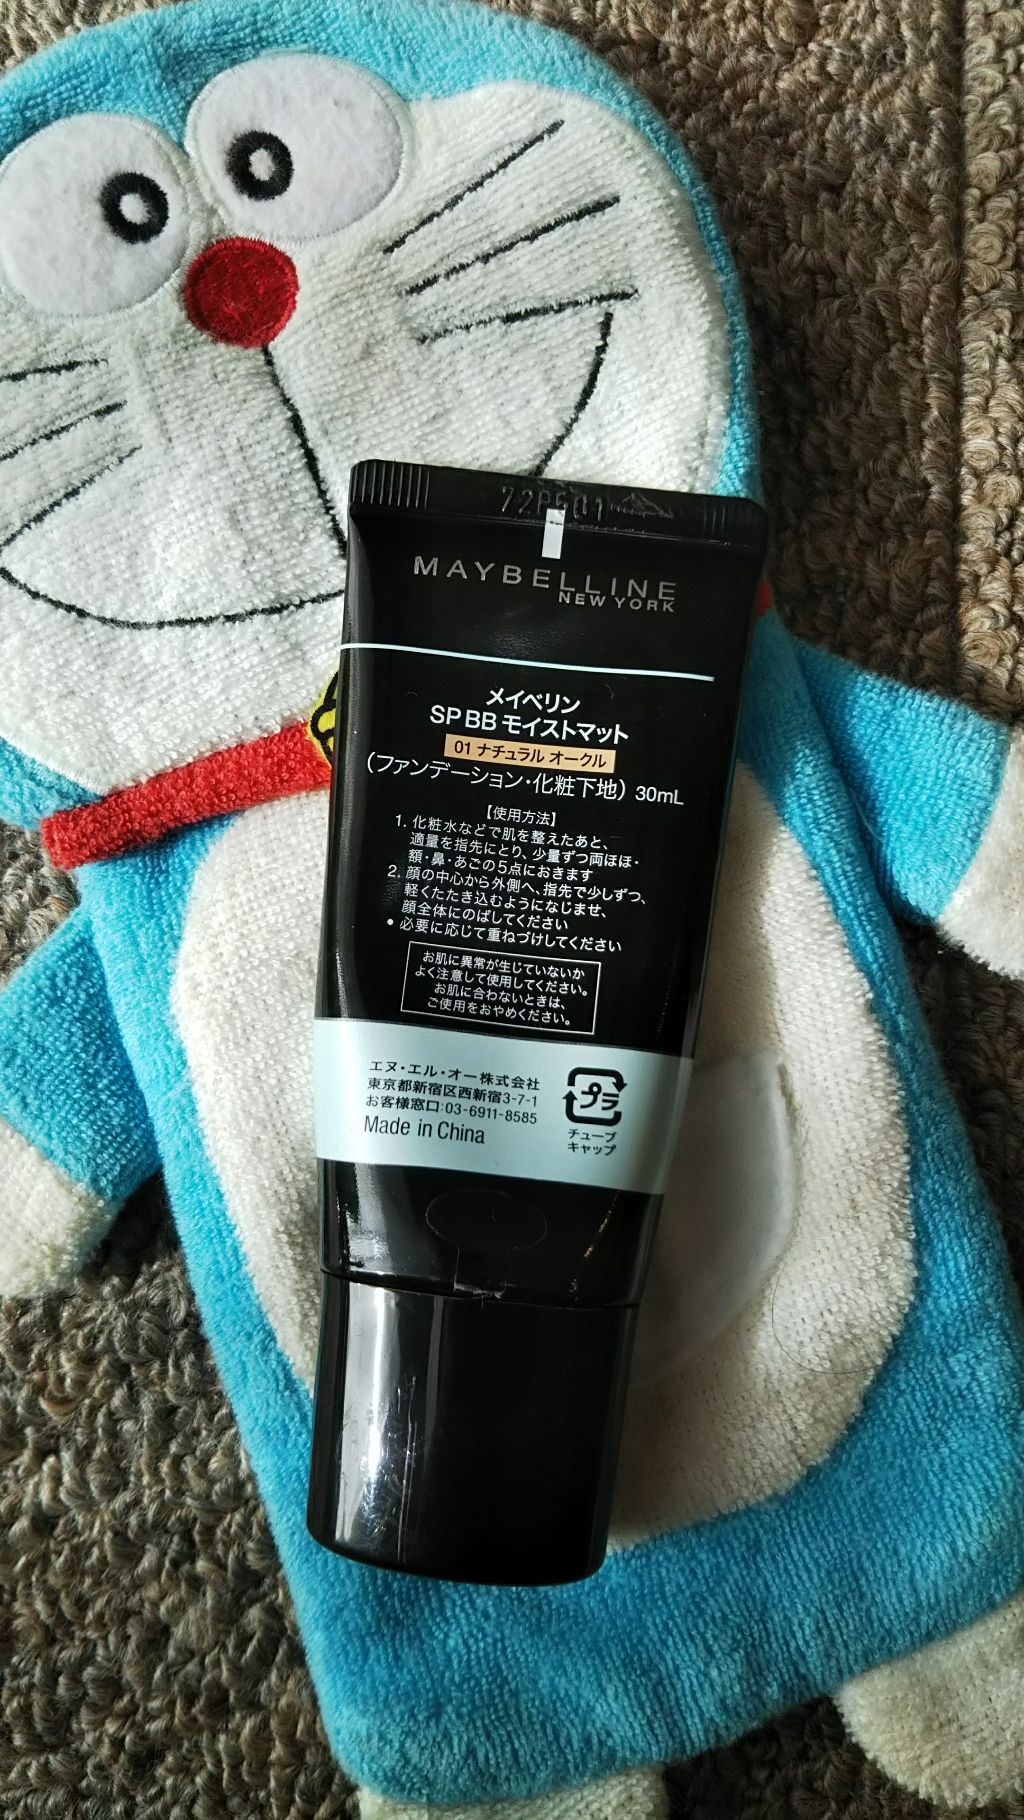 MAYBELLINE
NEW YORK
メイベリン
SP BB モイストマット
01 ナチュラル オークル
(ファンデーション・化粧下地) 30mL
【使用方法】
1. 化粧水などで肌を整えたあと、
適量を指先にとり、少量ずつ両ほほ・
額・鼻・あごの5点におきます
2. 顔の中心から外側へ、指先で少しずつ、
軽くたたき込むようになじませ、
顔全体にのばしてください
• 必要に応じて重ねづけしてください
お肌に異常が生じていないか
よく注意して使用してください。
お肌に合わないときは、
ご使用をおやめください。
エヌ・エル・オー株式会社
東京都新宿区西新宿3-7-1
お客様窓口:03-6911-8585
Made in China
プラ
チューブ
キャップ